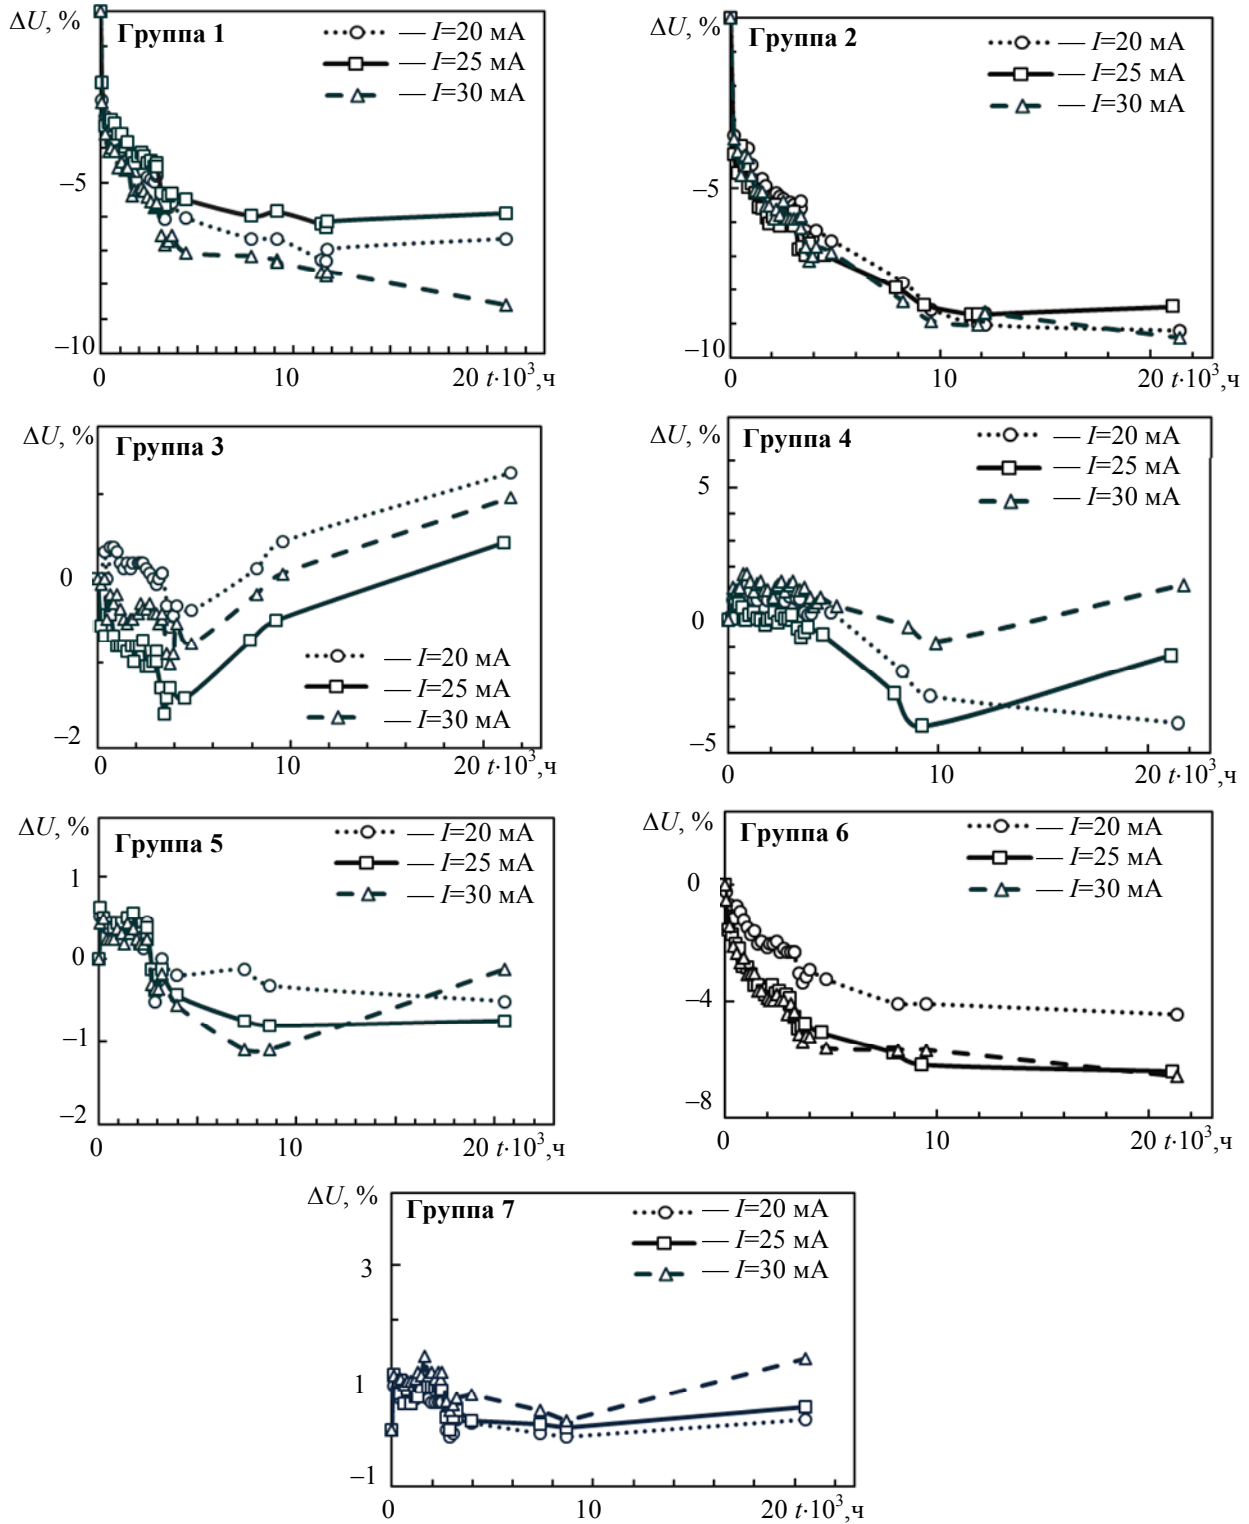 ΔU, %
Группа 1
— I=20 мА
— I=25 мА
— I=30 мА
–5
–10
0 10 20 t·10³,ч
ΔU, %
Группа 2
— I=20 мА
— I=25 мА
— I=30 мА
–5
–10
0 10 20 t·10³,ч
ΔU, %
Группа 3
0
— I=20 мА
— I=25 мА
— I=30 мА
–2
0 10 20 t·10³,ч
ΔU, %
Группа 4
— I=20 мА
— I=25 мА
— I=30 мА
5
0
–5
0 10 20 t·10³,ч
ΔU, %
Группа 5
— I=20 мА
— I=25 мА
— I=30 мА
1
0
–1
–2
0 10 20 t·10³,ч
ΔU, %
Группа 6
— I=20 мА
— I=25 мА
— I=30 мА
0
–4
–8
0 10 20 t·10³,ч
ΔU, %
Группа 7
— I=20 мА
— I=25 мА
— I=30 мА
3
1
–1
0 10 20 t·10³,ч